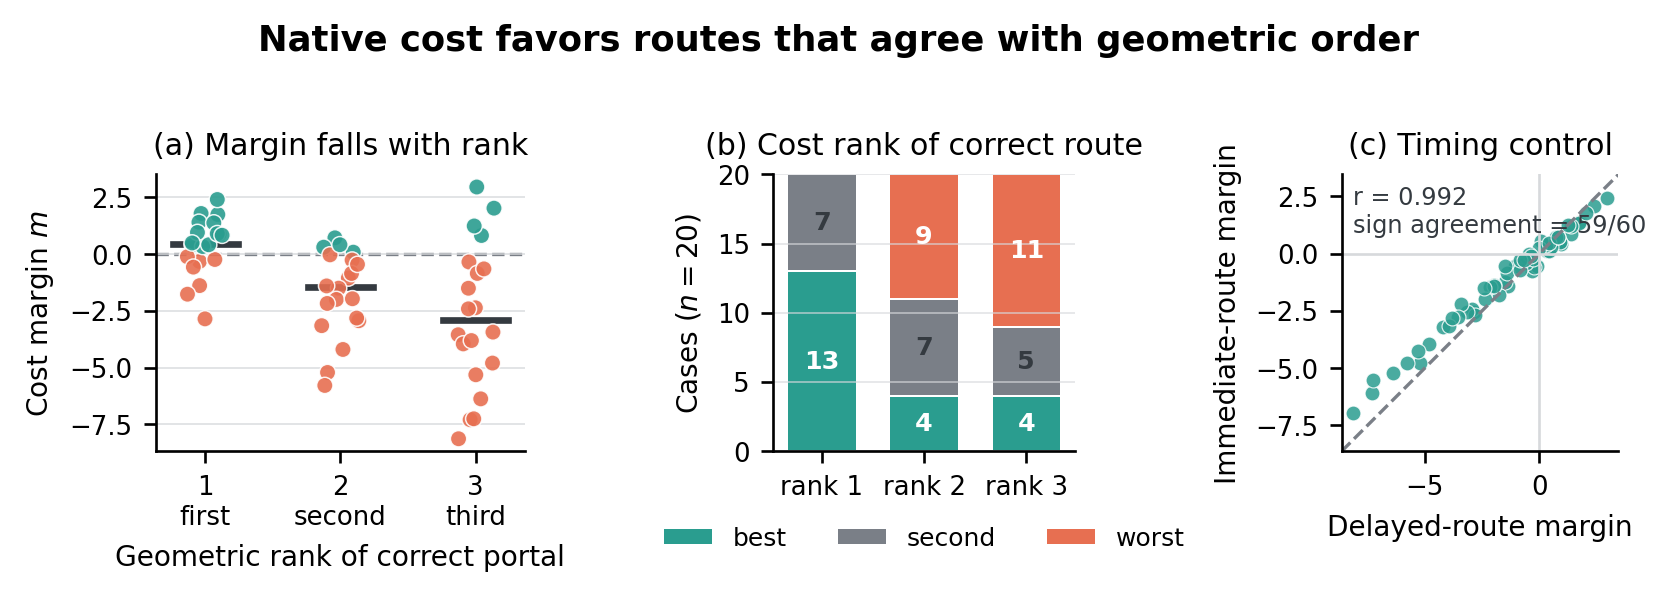 Native cost favors routes that agree with geometric order
(a) Margin falls with rank
Cost margin m
2.5
0.0
−2.5
−5.0
−7.5
1
2
3
first
second
third
Geometric rank of correct portal
(b) Cost rank of correct route
Cases (n = 20)
20
15
10
5
0
7
13
9
7
4
11
5
4
rank 1
rank 2
rank 3
best
second
worst
(c) Timing control
Immediate-route margin
2.5
0.0
−2.5
−5.0
−7.5
r = 0.992
sign agreement = 59/60
−5
0
Delayed-route margin